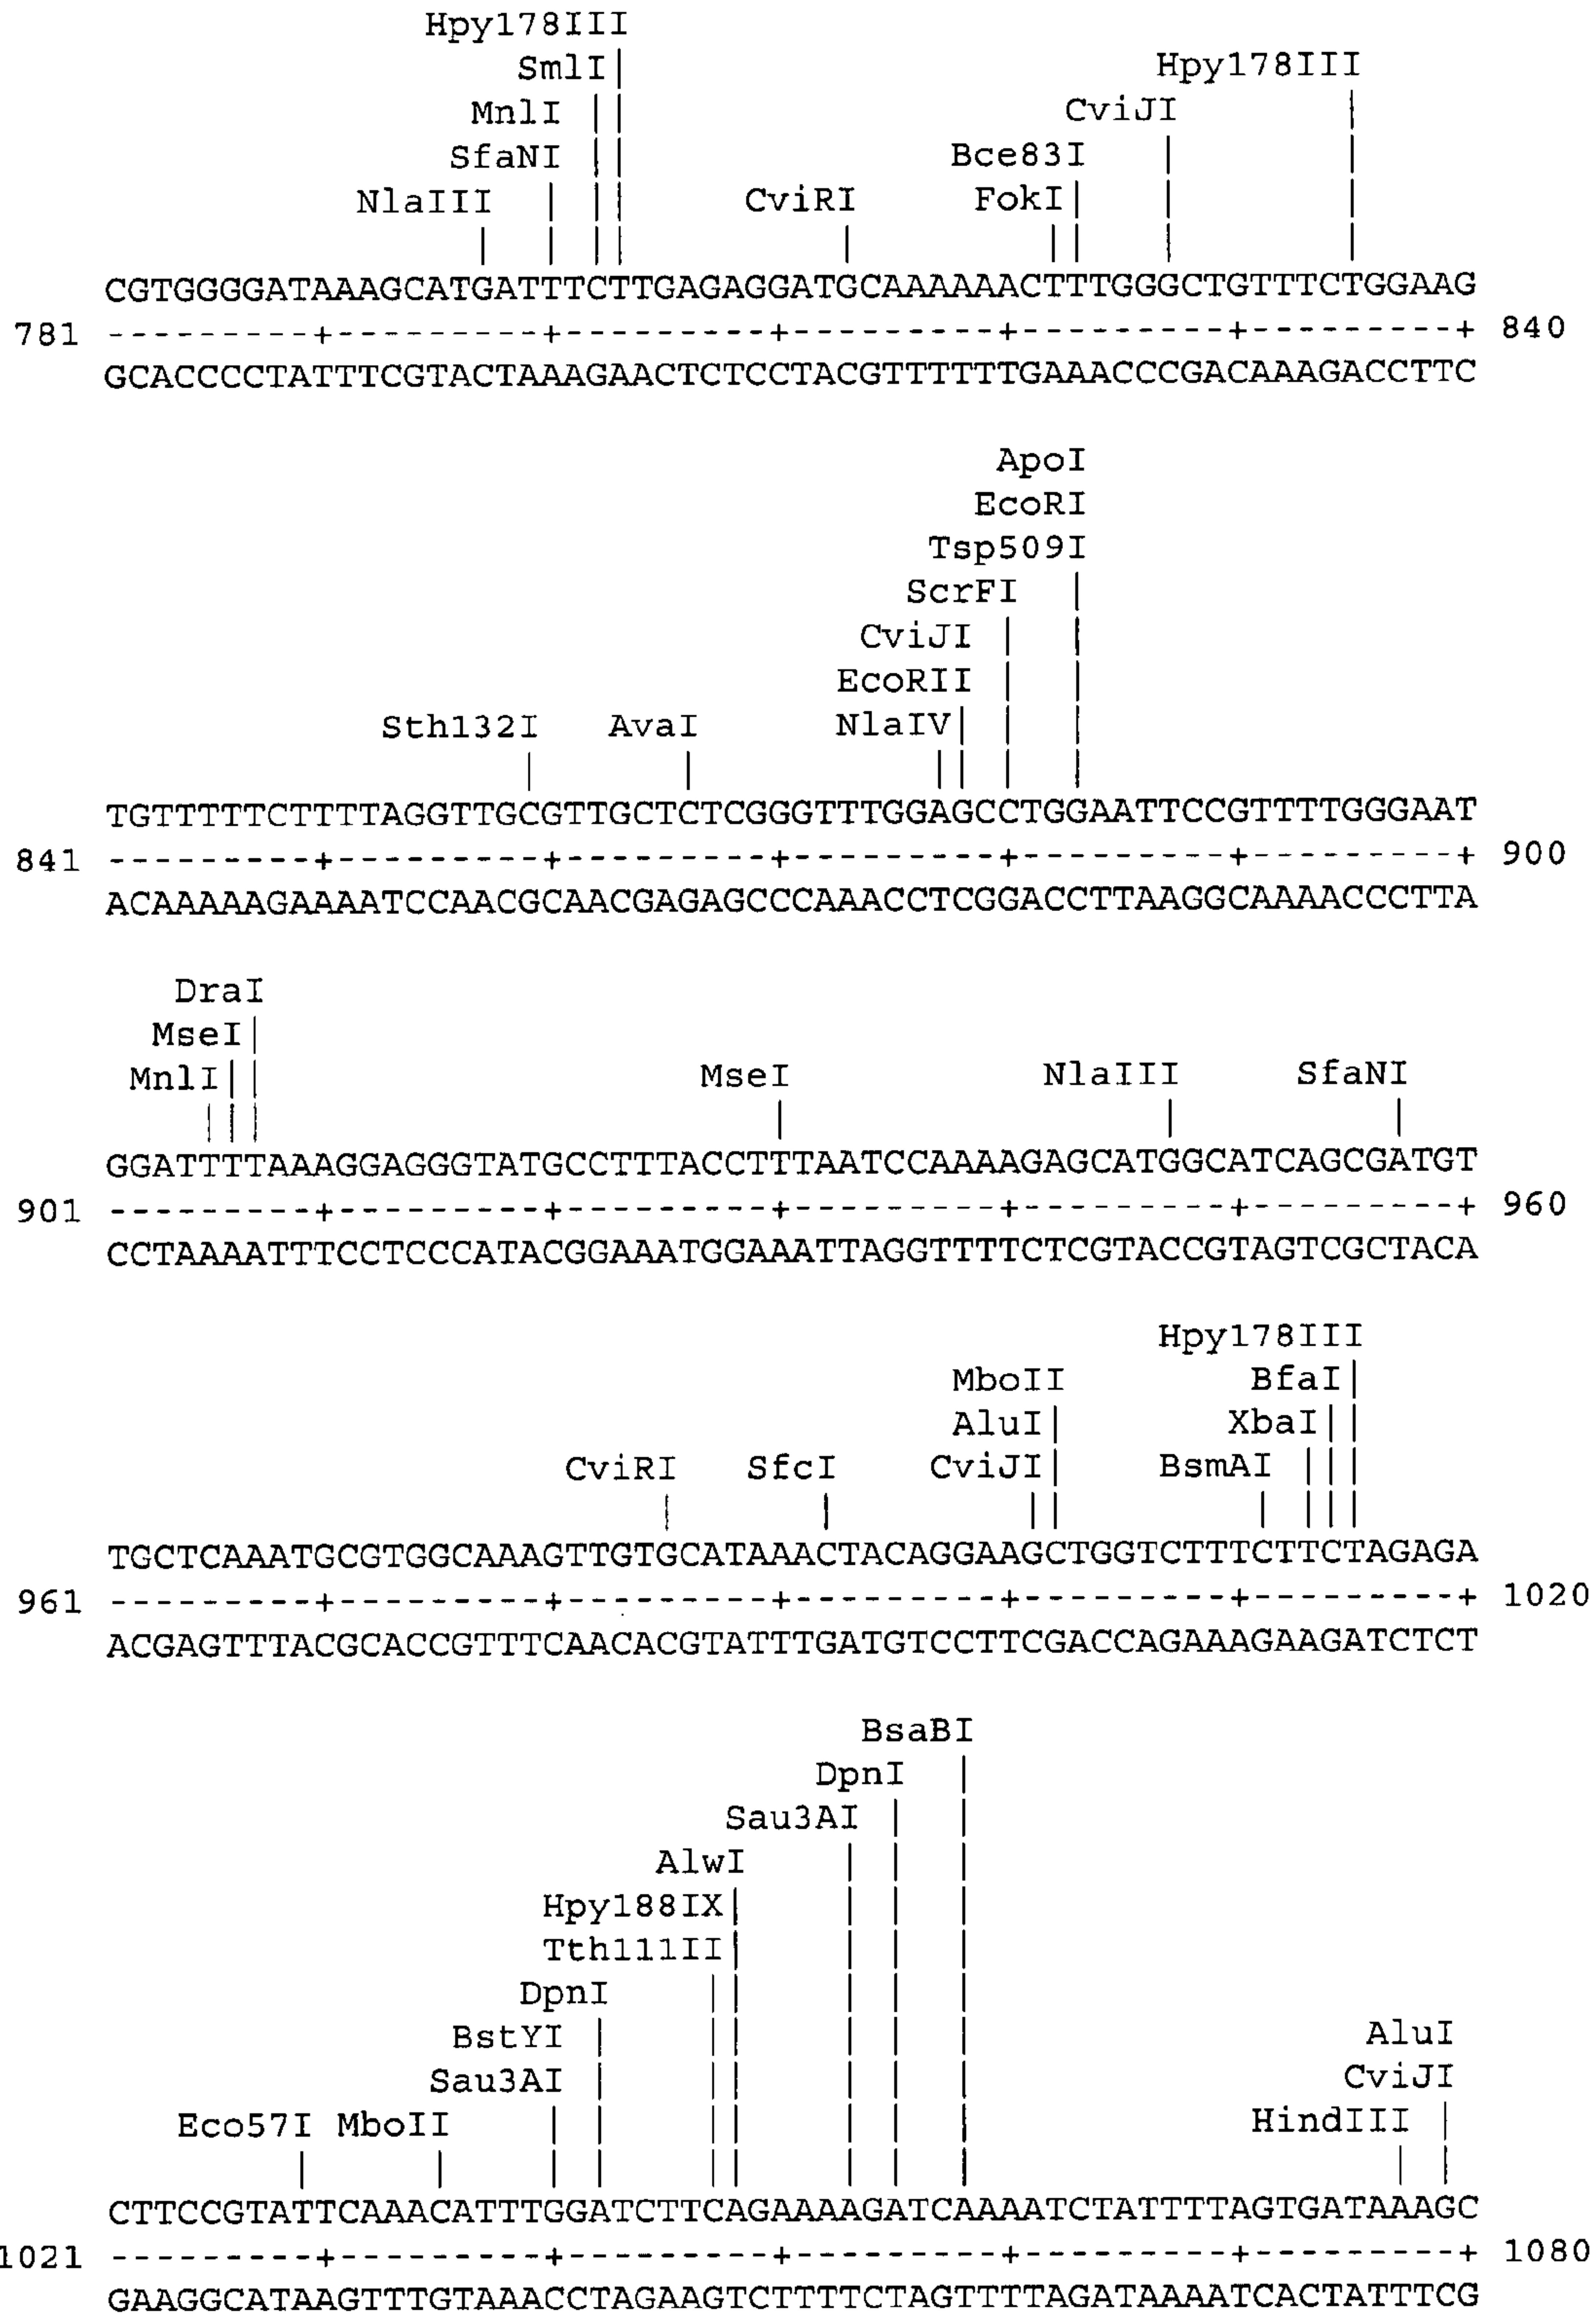 Hpy178III
SmlI| Hpy178III
MnlI || CviJI |
SfaNI || Bce83I | |
NlaIII | || CviRI FokI| | |
| | || | || | |
CGTGGGGATAAAGCATGATTTCTTGAGAGGATGCAAAAAACTTTGGGCTGTTTCTGGAAG
781 ---------+---------+---------+---------+---------+---------+ 840
GCACCCCTATTTCGTACTAAAGAACTCTCCTACGTTTTTTGAAACCCGACAAAGACCTTC
ApoI
EcoRI
Tsp509I
ScrFI |
CviJI | |
EcoRII | |
Sth132I AvaI NlaIV| | |
| | || | |
TGTTTTTCTTTTTAGGTTGCGTTGCTCTCGGGTTTGGAGCCTGGAATTCCGTTTTGGGAAT
841 ---------+---------+---------+---------+---------+---------+ 900
ACAAAAAGAAAATCCAACGCAACGAGAGCCCAAACCTCGGACCTTAAGGCAAAACCCTTA
DraI
MseI|
MnlI|| MseI NlaIII SfaNI
||| | | |
GGATTTTAAAGGAGGGTATGCCTTTACCTTTAATCCAAAAGAGCATGGCATCAGCGATGT
901 ---------+---------+---------+---------+---------+---------+ 960
CCTAAAATTTCCTCCCATACGGAAATGGAAATTAGGTTTTCTCGTACCGTAGTCGCTACA
Hpy178III
MboII BfaI|
AluI| XbaI||
CviRI SfcI CviJI| BsmAI |||
| | || | |||
TGCTCAAATGCGTGGCAAAGTTGTGCATAAACTACAGGAAGCTGGTCTTTCTTCTAGAGA
961 ---------+---------+---------+---------+---------+---------+ 1020
ACGAGTTTACGCACCGTTTCAACACGTATTTGATGTCCTTCGACCAGAAAGAAGATCTCT
BsaBI
DpnI |
Sau3AI | |
AlwI | | |
Hpy188IX| | | |
Tth111II| | | |
DpnI || | | |
BstYI | || | | | AluI
Sau3AI | || | | | CviJI
Eco57I MboII | | || | | | HindIII |
| | | | || | | | | |
CTTCCGTATTCAAACATTTGGATCTTCAGAAAAGATCAAAATCTATTTTAGTGATAAAGC
1021 ---------+---------+---------+---------+---------+---------+ 1080
GAAGGCATAAGTTTGTAAACCTAGAAGTCTTTTCTAGTTTTAGATAAAATCACTATTTCG